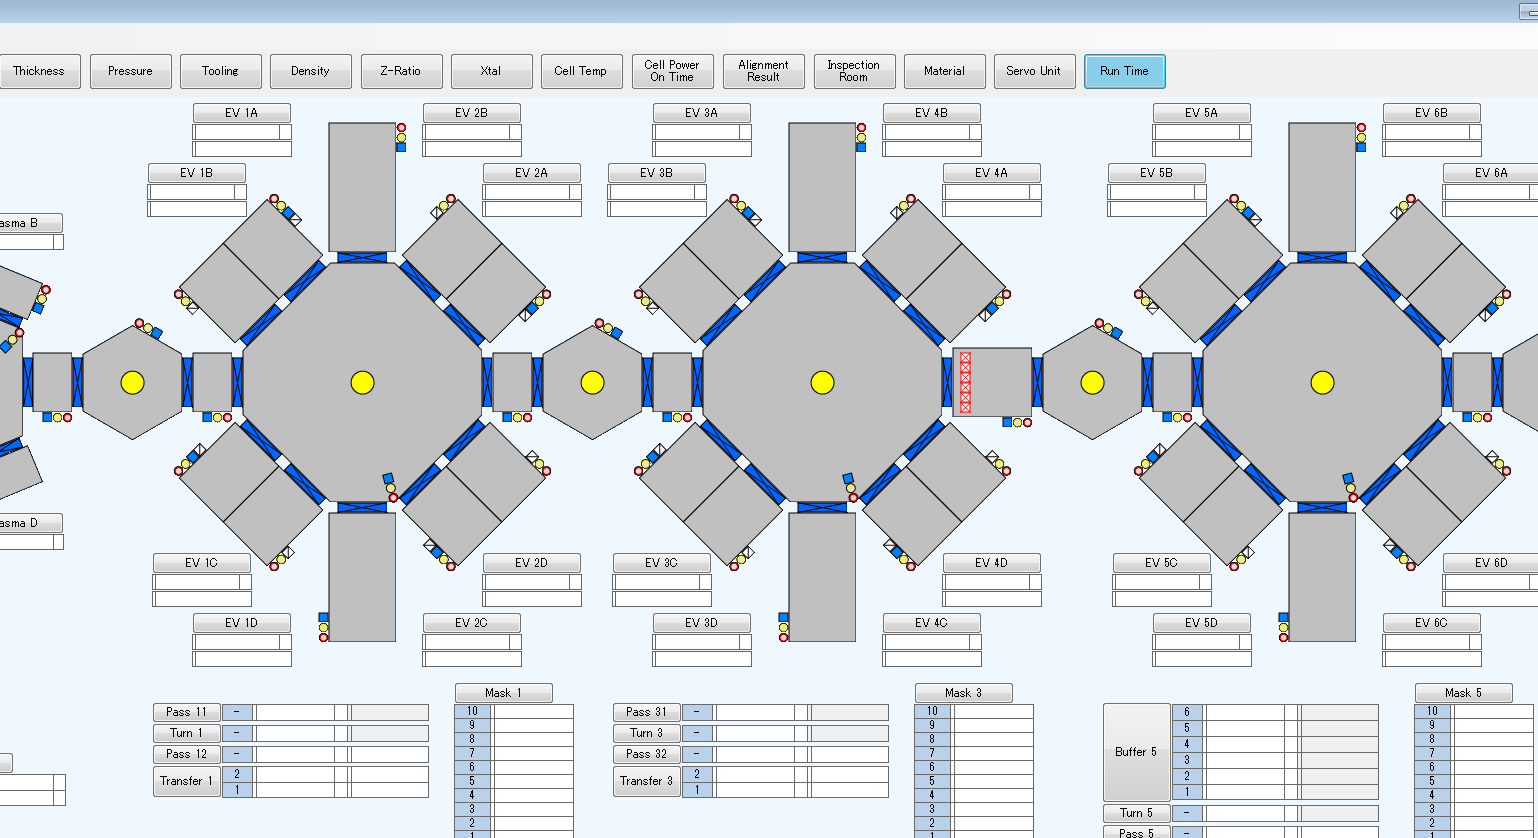 Thickness
Pressure
Tooling
Density
Z-Ratio
Xtal
Cell Temp
Cell Power
On Time
Alignment
Result
Inspection
Room
Material
Servo Unit
Run Time
EV 1A
EV 2B
EV 3A
EV 4B
EV 5A
EV 6B
EV 1B
EV 2A
EV 3B
EV 4A
EV 5B
EV 6A
asma B
asma D
EV 1C
EV 2D
EV 3C
EV 4D
EV 5C
EV 6D
EV 1D
EV 2C
EV 3D
EV 4C
EV 5D
EV 6C
Pass 11 -
Turn 1 -
Pass 12 -
Transfer 1
2
1
Mask 1
10
9
8
7
6
5
4
3
2
1
Pass 31 -
Turn 3 -
Pass 32 -
Transfer 3
2
1
Mask 3
10
9
8
7
6
5
4
3
2
1
Buffer 5
6
5
4
3
2
1
Turn 5 -
Pass 5 -
Mask 5
10
9
8
7
6
5
4
3
2
1